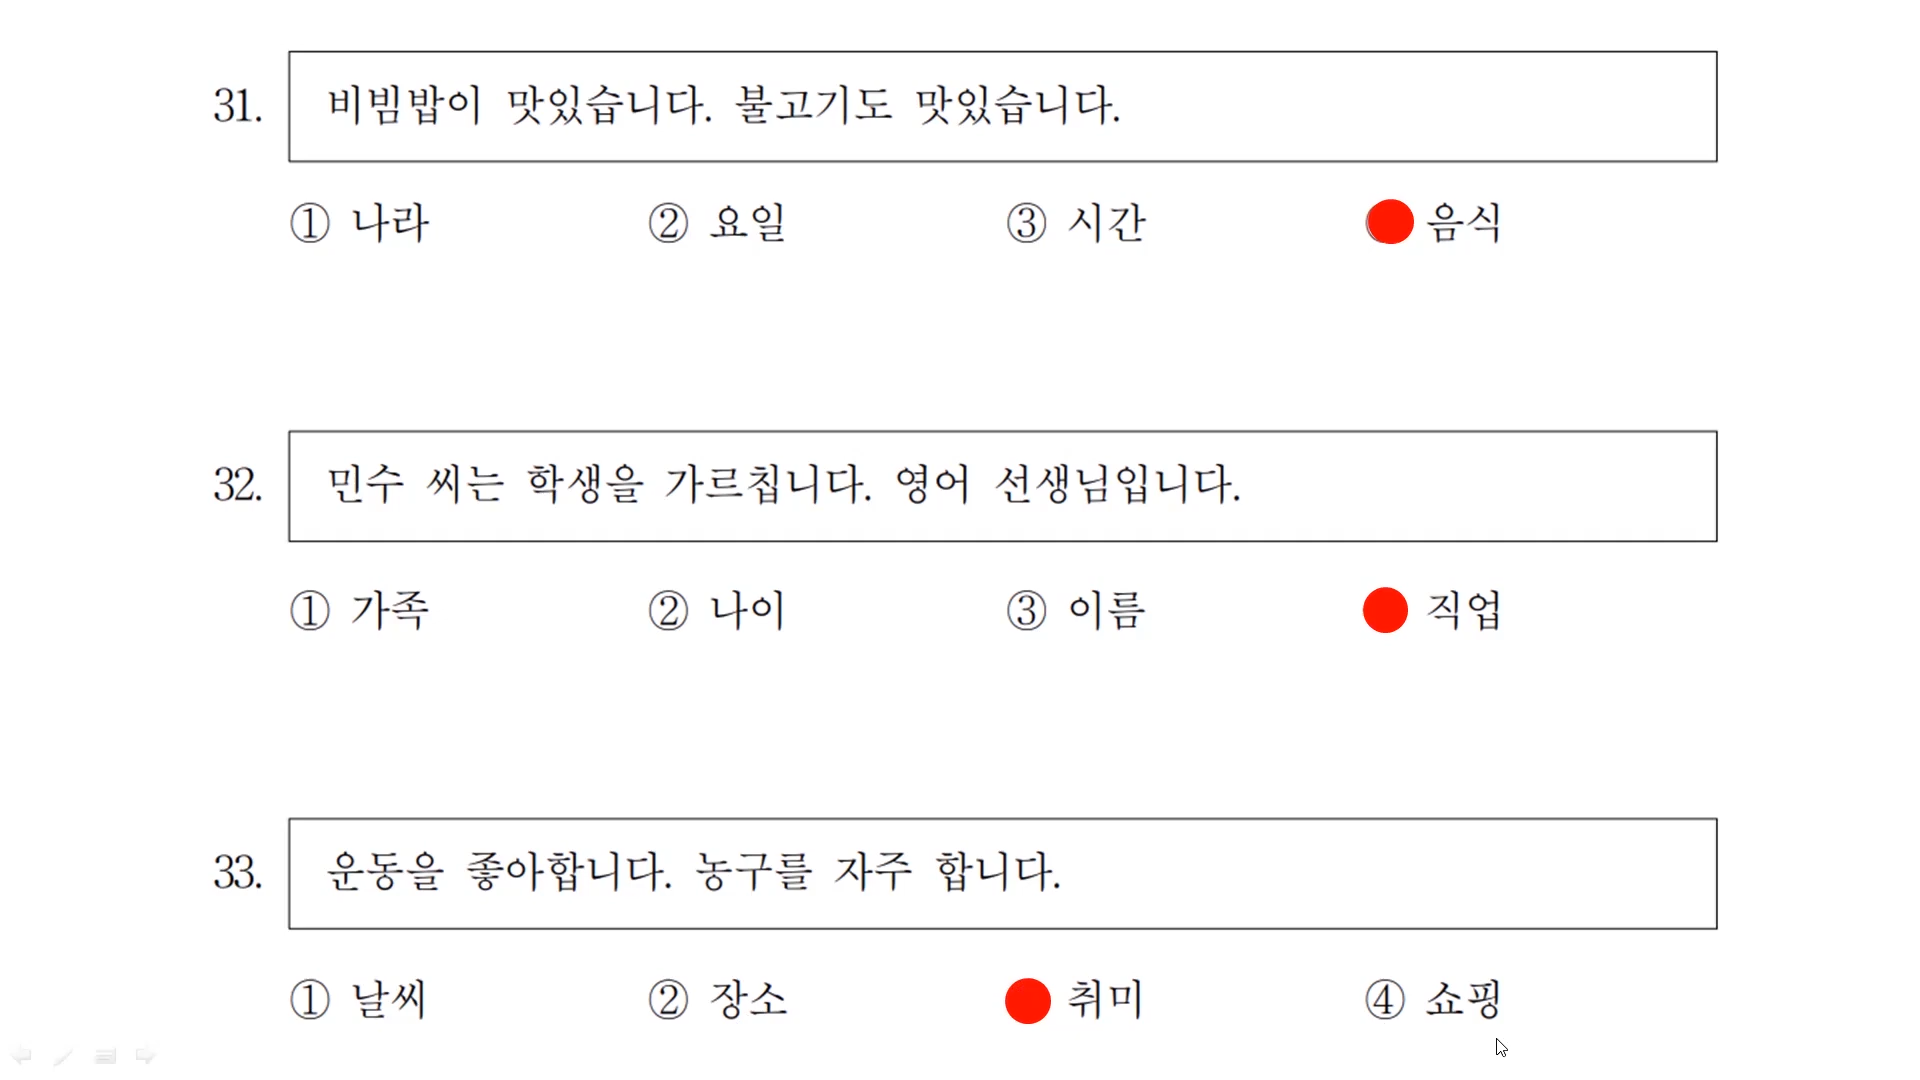 31. 비빔밥이 맛있습니다. 불고기도 맛있습니다.
① 나라 ② 요일 ③ 시간 음식
32. 민수 씨는 학생을 가르칩니다. 영어 선생님입니다.
① 가족 ② 나이 ③ 이름 직업
33. 운동을 좋아합니다. 농구를 자주 합니다.
① 날씨 ② 장소 취미 ④ 쇼핑